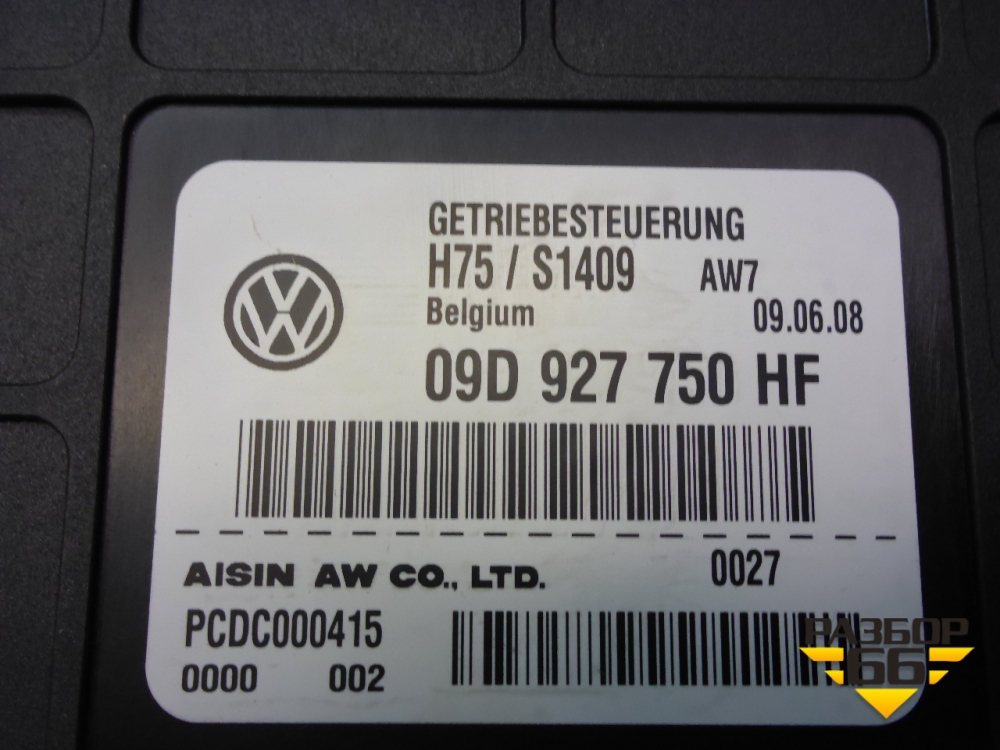 GETRIEBESTEUERUNG
H75 / S1409 AW7
Belgium 09.06.08
09D 927 750 HF
AISIN AW CO., LTD. 0027
PCDC000415
0000 002
РАЗБОР
66